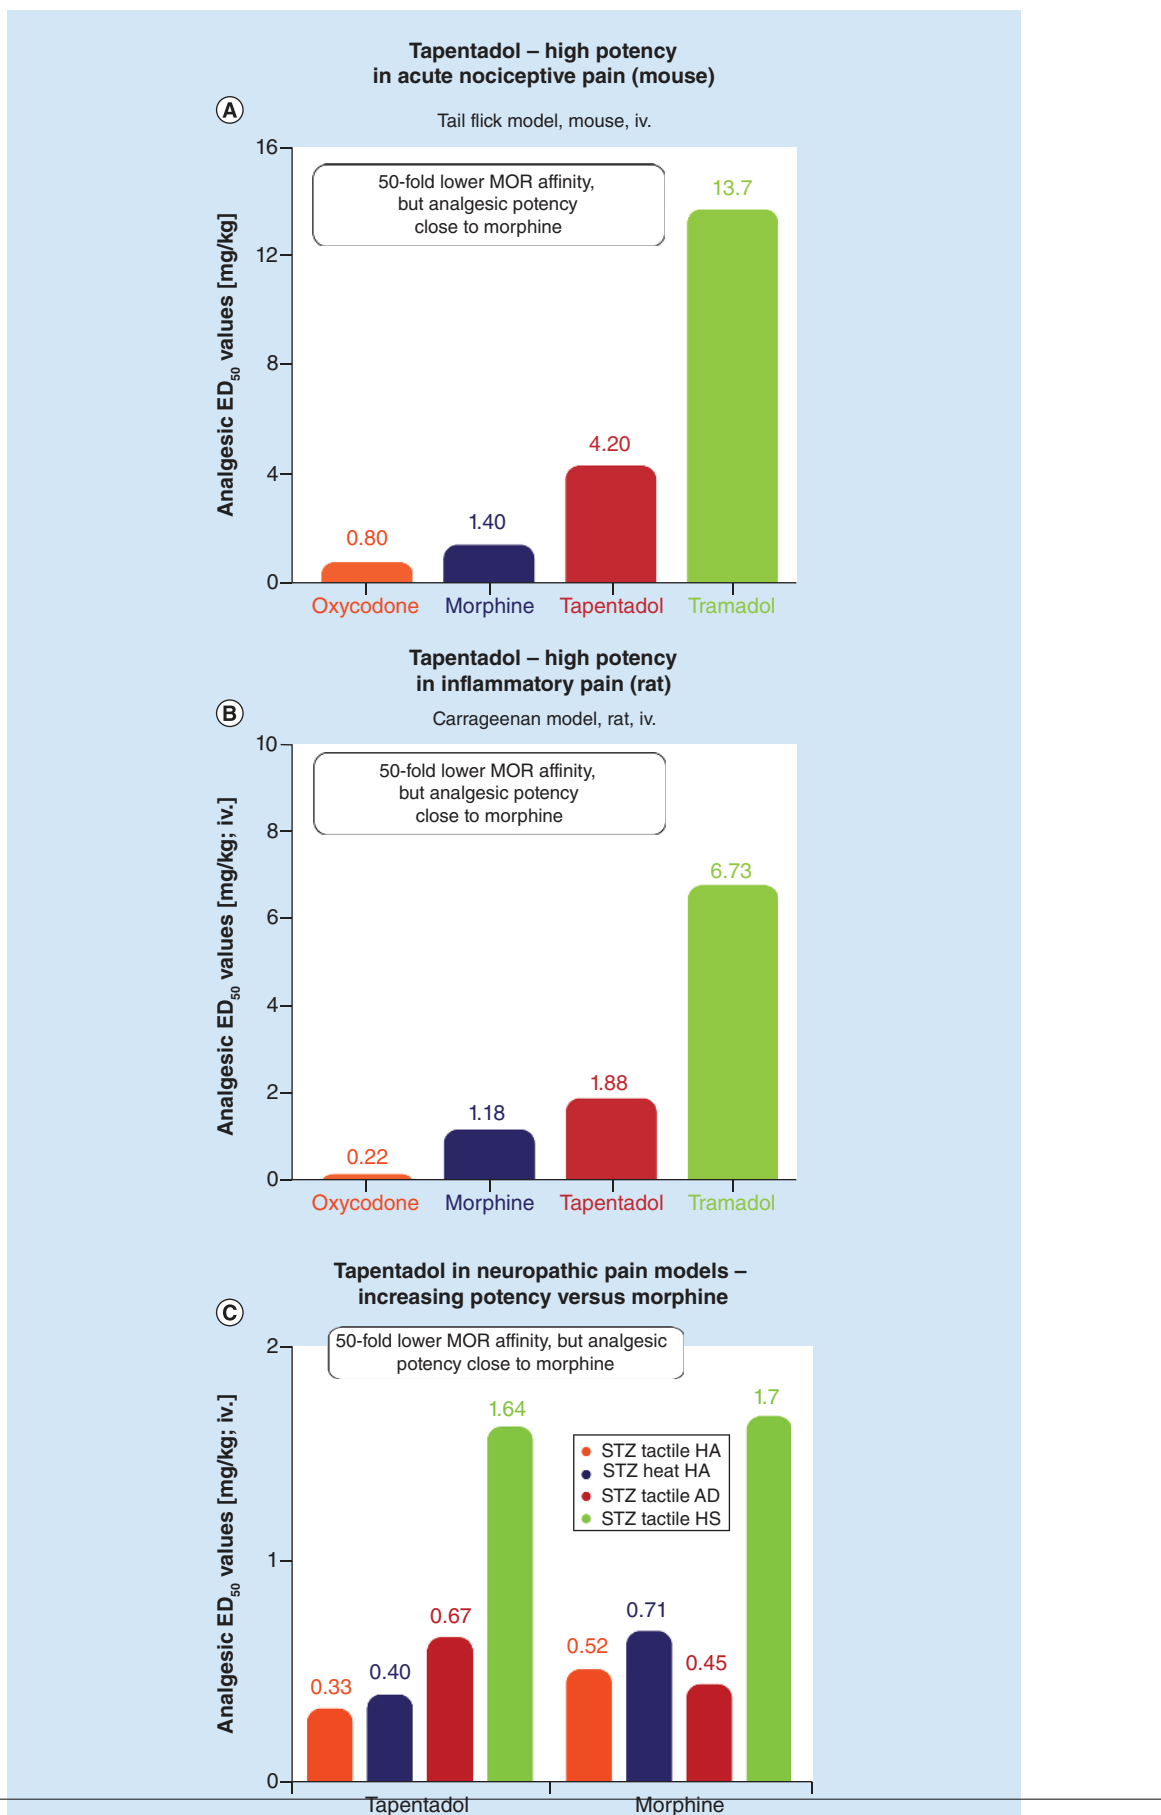 Tapentadol – high potency
in acute nociceptive pain (mouse)
A
Tail flick model, mouse, iv.
Analgesic ED50 values [mg/kg]
16
12
8
4
0
50-fold lower MOR affinity,
but analgesic potency
close to morphine
0.80
1.40
4.20
13.7
Oxycodone
Morphine
Tapentadol
Tramadol
Tapentadol – high potency
in inflammatory pain (rat)
B
Carrageenan model, rat, iv.
Analgesic ED50 values [mg/kg; iv.]
10
8
6
4
2
0
50-fold lower MOR affinity,
but analgesic potency
close to morphine
0.22
1.18
1.88
6.73
Oxycodone
Morphine
Tapentadol
Tramadol
Tapentadol in neuropathic pain models –
increasing potency versus morphine
C
Analgesic ED50 values [mg/kg; iv.]
2
1
0
50-fold lower MOR affinity, but analgesic
potency close to morphine
STZ tactile HA
STZ heat HA
STZ tactile AD
STZ tactile HS
0.33
0.40
0.67
1.64
0.52
0.71
0.45
1.7
Tapentadol
Morphine